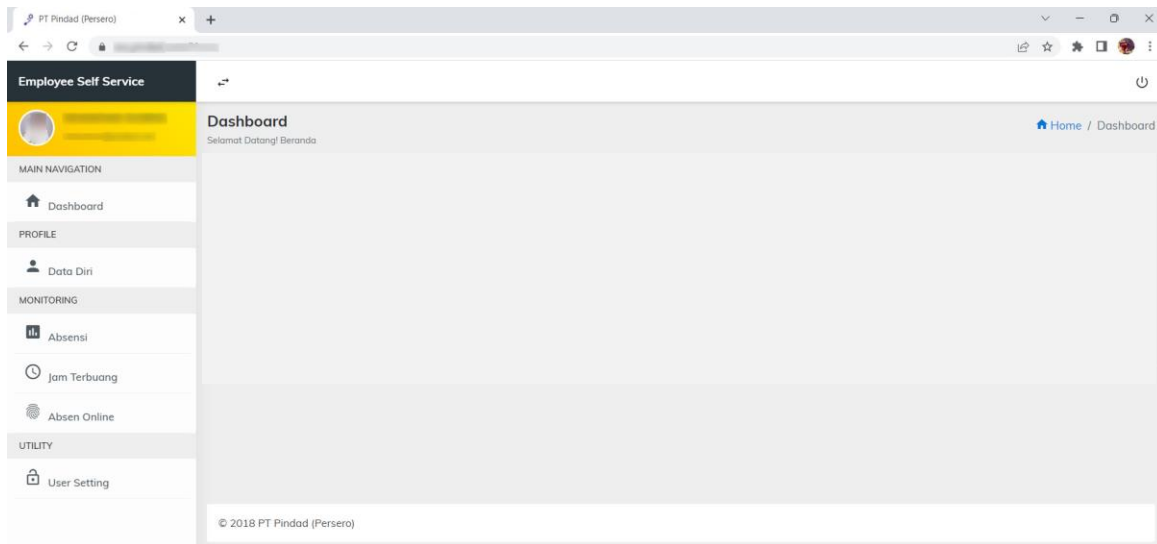 PT Pindad (Persero)
Employee Self Service
Dashboard
Selamat Datang! Beranda
Home / Dashboard
MAIN NAVIGATION
Dashboard
PROFILE
Data Diri
MONITORING
Absensi
Jam Terbuang
Absen Online
UTILITY
User Setting
© 2018 PT Pindad (Persero)